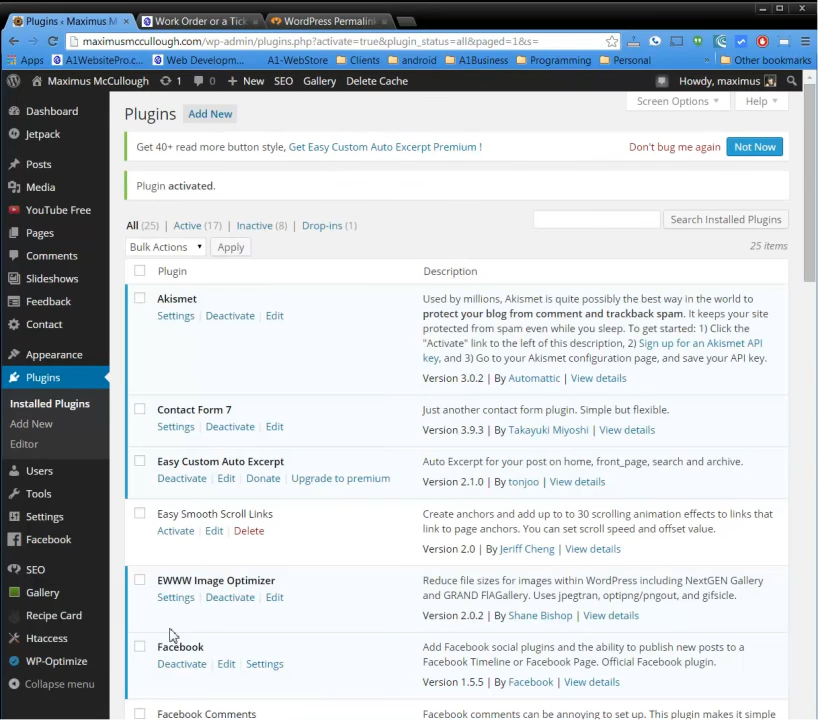 Plugins ‹ Maximus M ×
Work Order or a Tick ×
WordPress Permalink ×
maximusmccullough.com/wp-admin/plugins.php?activate=true&plugin_status=all&paged=1&s=
Apps A1WebsitePro.c... Web Developm... A1-WebStore Clients android A1Business Programming Personal » Other bookmarks
Maximus McCullough 1 0 + New SEO Gallery Delete Cache Howdy, maximus
Dashboard
Jetpack
Posts
Media
YouTube Free
Pages
Comments
Slideshows
Feedback
Contact
Appearance
Plugins
Installed Plugins
Add New
Editor
Users
Tools
Settings
Facebook
SEO
Gallery
Recipe Card
Htaccess
WP-Optimize
Collapse menu
Screen Options ▼ Help ▼
Plugins Add New
Get 40+ read more button style, Get Easy Custom Auto Excerpt Premium ! Don't bug me again Not Now
Plugin activated.
All (25) | Active (17) | Inactive (8) | Drop-ins (1) Search Installed Plugins
Bulk Actions ▼ Apply 25 items
Plugin Description
Akismet
Settings | Deactivate | Edit
Used by millions, Akismet is quite possibly the best way in the world to
protect your blog from comment and trackback spam. It keeps your site
protected from spam even while you sleep. To get started: 1) Click the
"Activate" link to the left of this description, 2) Sign up for an Akismet API
key, and 3) Go to your Akismet configuration page, and save your API key.
Version 3.0.2 | By Automattic | View details
Contact Form 7
Settings | Deactivate | Edit
Just another contact form plugin. Simple but flexible.
Version 3.9.3 | By Takayuki Miyoshi | View details
Easy Custom Auto Excerpt
Deactivate | Edit | Donate | Upgrade to premium
Auto Excerpt for your post on home, front_page, search and archive.
Version 2.1.0 | By tonjoo | View details
Easy Smooth Scroll Links
Activate | Edit | Delete
Create anchors and add up to to 30 scrolling animation effects to links that
link to page anchors. You can set scroll speed and offset value.
Version 2.0 | By Jeriff Cheng | View details
EWWW Image Optimizer
Settings | Deactivate | Edit
Reduce file sizes for images within WordPress including NextGEN Gallery
and GRAND FlAGallery. Uses jpegtran, optipng/pngout, and gifsicle.
Version 2.0.2 | By Shane Bishop | View details
Facebook
Deactivate | Edit | Settings
Add Facebook social plugins and the ability to publish new posts to a
Facebook Timeline or Facebook Page. Official Facebook plugin.
Version 1.5.5 | By Facebook | View details
Facebook Comments
Facebook comments can be annoying to set up. This plugin makes it simple